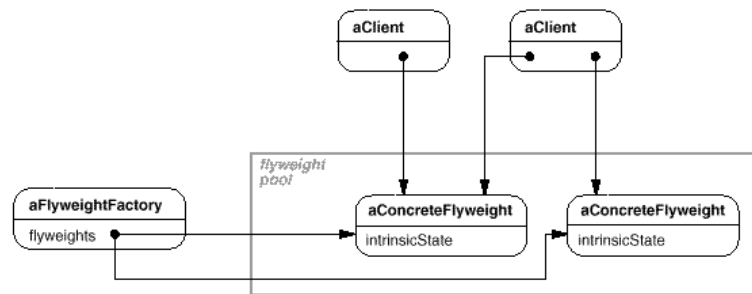 aClient
aClient
flyweight
pool
aFlyweightFactory
flyweights
aConcreteFlyweight
intrinsicState
aConcreteFlyweight
intrinsicState